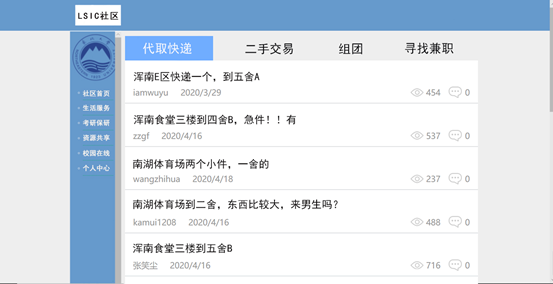 LSIC社区
社区首页
生活服务
考研保研
资源共享
校园在线
个人中心
代取快递 二手交易 组团 寻找兼职
浑南E区快递一个，到五舍A
iamwuyu 2020/3/29 454 0
浑南食堂三楼到四舍B，急件！！有
zzgf 2020/4/16 537 0
南湖体育场两个小件，一舍的
wangzhihua 2020/4/18 237 0
南湖体育场到二舍，东西比较大，来男生吗？
kamui1208 2020/4/16 488 0
浑南食堂三楼到五舍B
张芙尘 2020/4/16 716 0